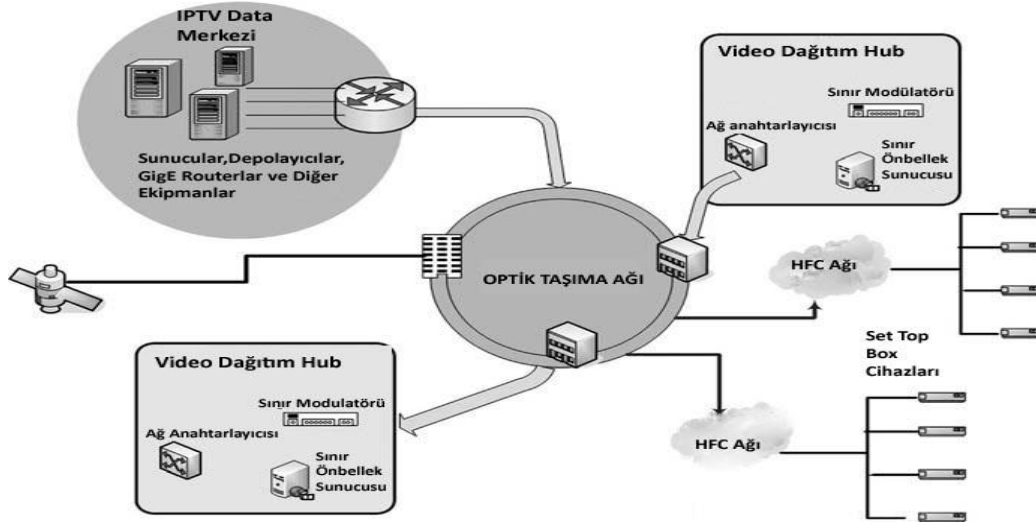 IPTV Data
Merkezi
Sunucular,Depolayıcılar,
GigE Routerlar ve Diğer
Ekipmanlar
Video Dağıtım Hub
Sınır Modülatörü
Ağ anahtarlayıcısı
Sınır
Önbellek
Sunucusu
OPTİK TAŞIMA AĞI
HFC Ağı
Set Top
Box
Cihazları
Video Dağıtım Hub
Sınır Modulatörü
Ağ Anahtarlayıcısı
Sınır
Önbellek
Sunucusu
HFC Ağı